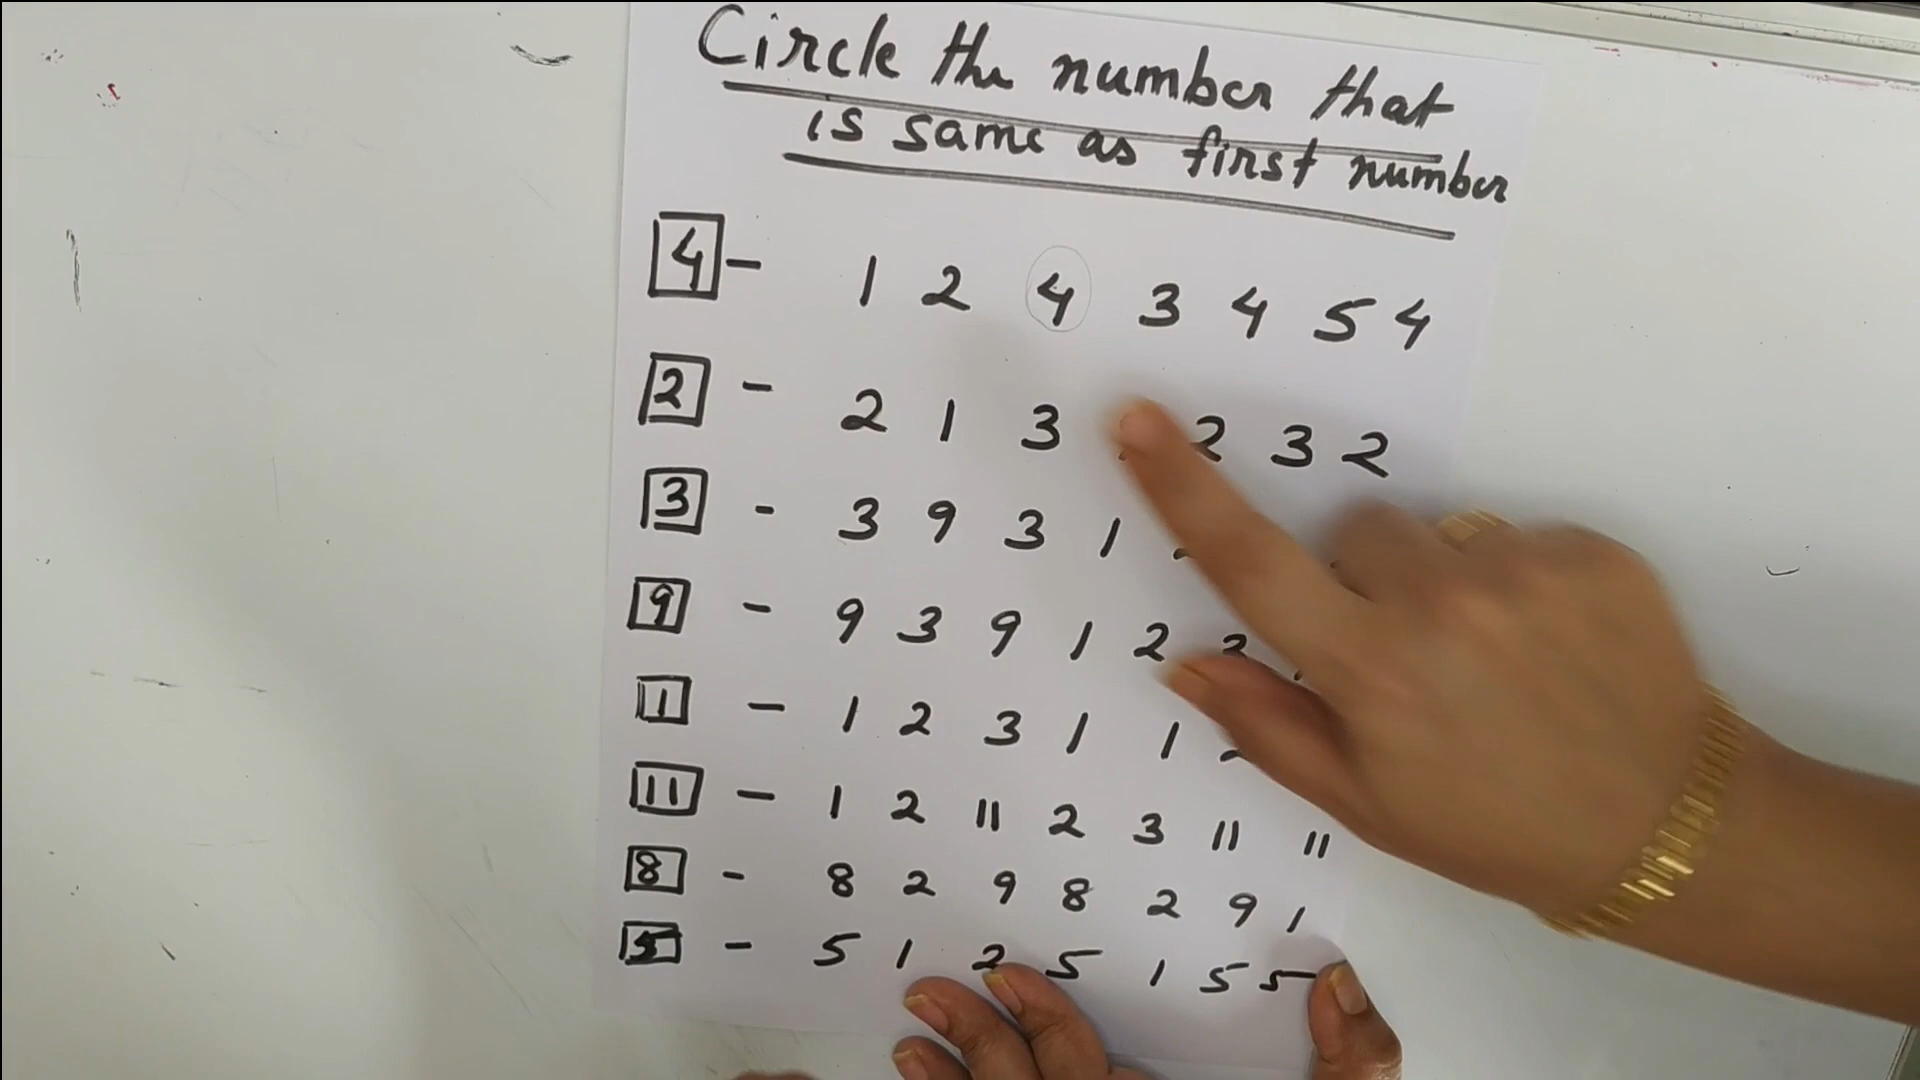 Circle the number that
is same as first number
4 - 1 2 4 3 4 5 4
2 - 2 1 3 2 3 2
3 - 3 9 3 1
9 - 9 3 9 1 2
1 - 1 2 3 1 1
11 - 1 2 11 2 3 11 11
8 - 8 2 9 8 2 9 1
5 - 5 1 2 5 1 5 5